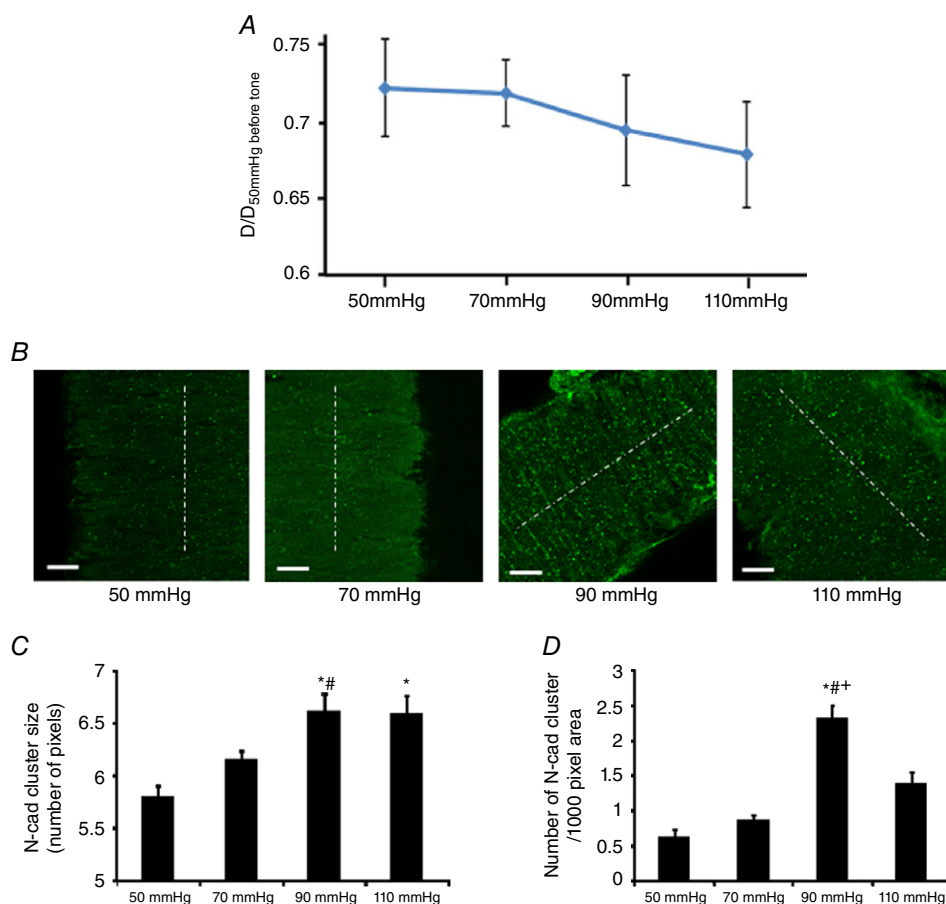 A
0.75
0.7
0.65
0.6
D/D50mmHg before tone
50mmHg 70mmHg 90mmHg 110mmHg
B
50 mmHg 70 mmHg 90 mmHg 110 mmHg
C
7
6.5
6
5.5
5
N-cad cluster size
(number of pixels)
*# *
50 mmHg 70 mmHg 90 mmHg 110 mmHg
D
3
2.5
2
1.5
1
0.5
0
Number of N-cad cluster
/1000 pixel area
*#+
50 mmHg 70 mmHg 90 mmHg 110 mmHg